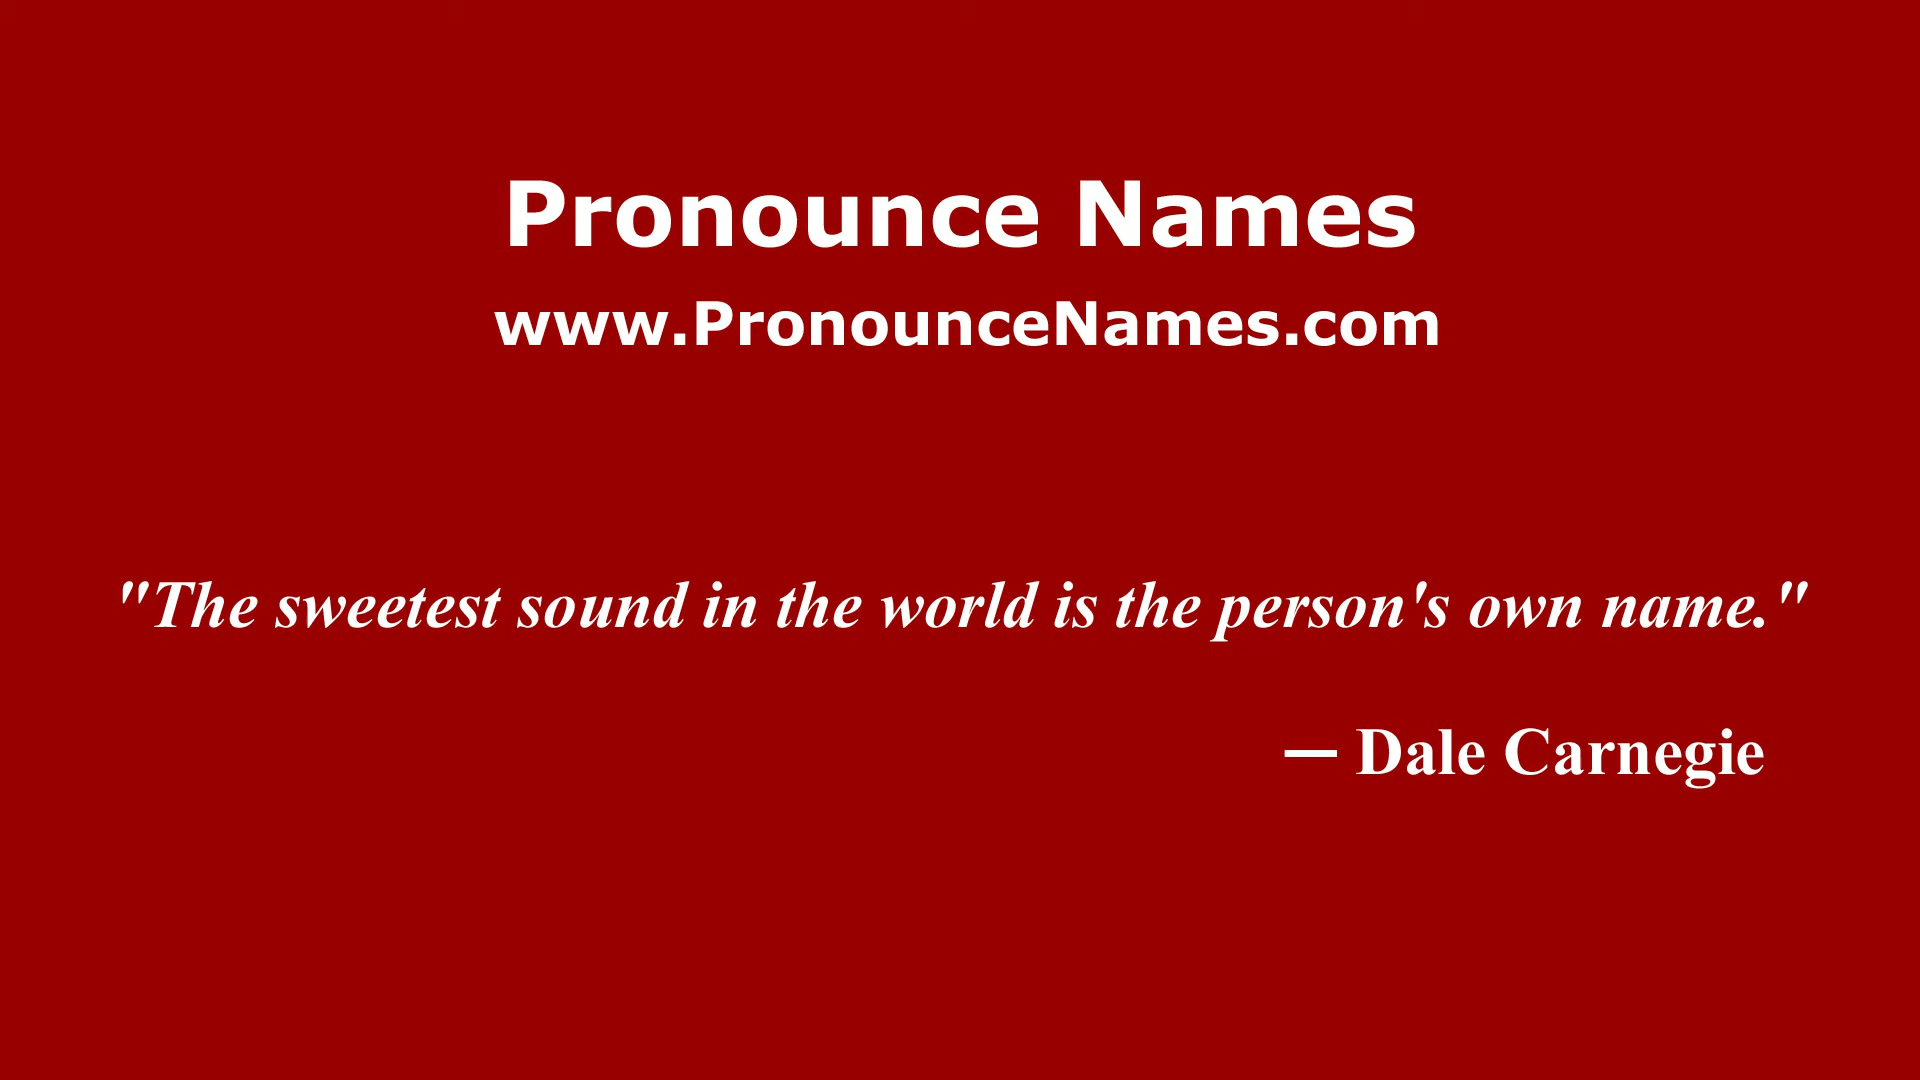 Pronounce Names
www.PronounceNames.com
"The sweetest sound in the world is the person's own name."
— Dale Carnegie